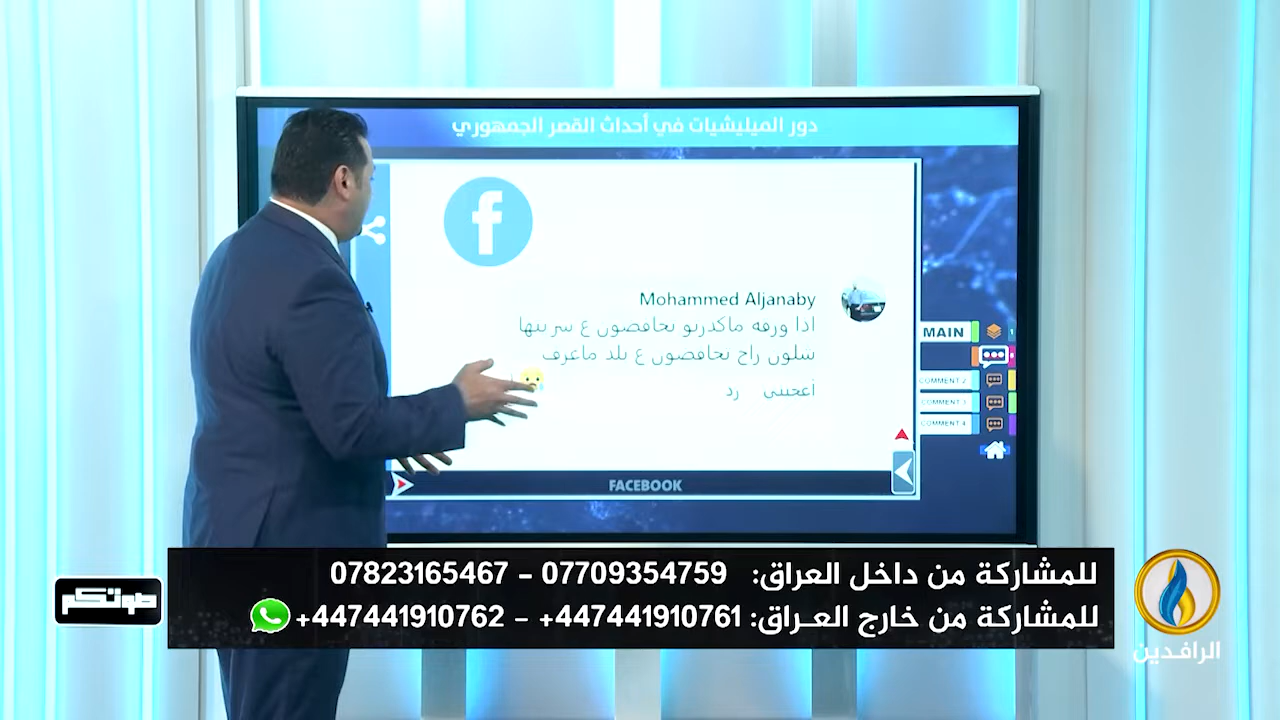 دور الميليشيات في أحداث القصر الجمهوري
Mohammed Aljanaby
اذا ورقه ماكدرتو تحافضون ع سريتها
شلون راح تحافضون ع بلد ماعرف
أعجبني رد
FACEBOOK
MAIN
COMMENT 2
COMMENT 3
COMMENT 4
للمشاركة من داخل العراق: 07709354759 - 07823165467
للمشاركة من خارج العـراق: 447441910761+ - 447441910762+
صوتكم
الرافدين